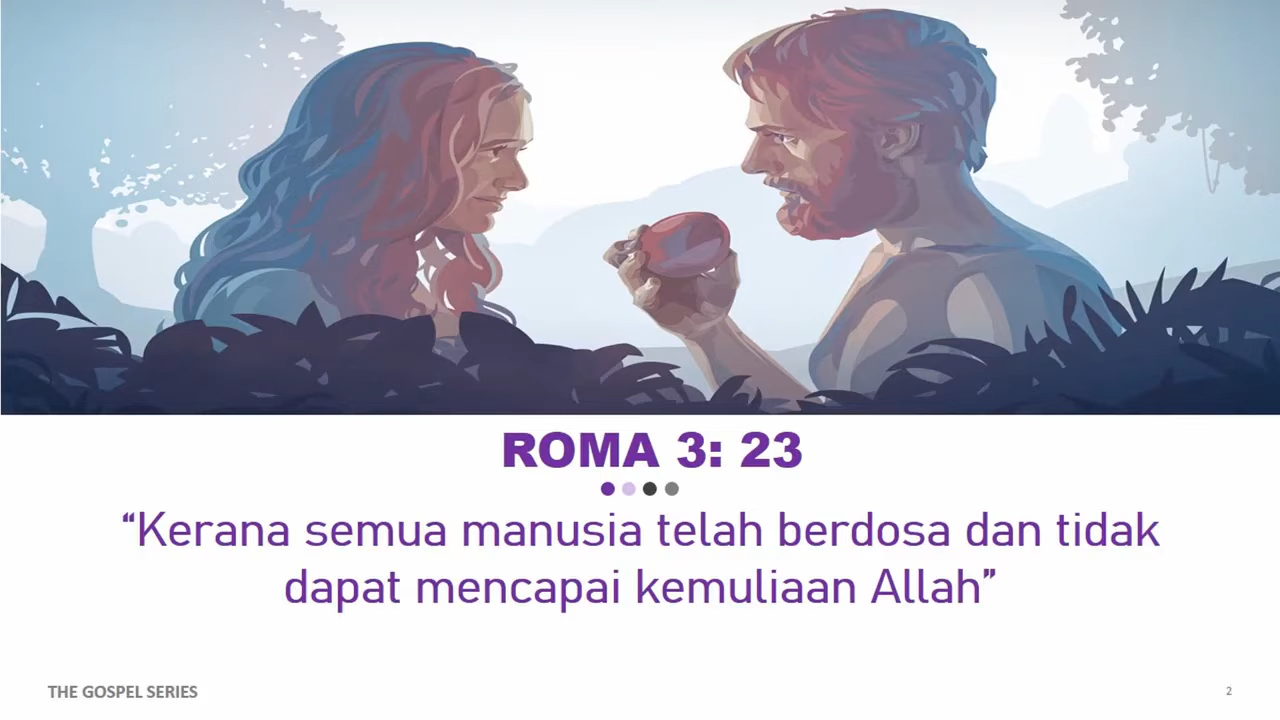 ROMA 3: 23
“Kerana semua manusia telah berdosa dan tidak
dapat mencapai kemuliaan Allah”
THE GOSPEL SERIES
2